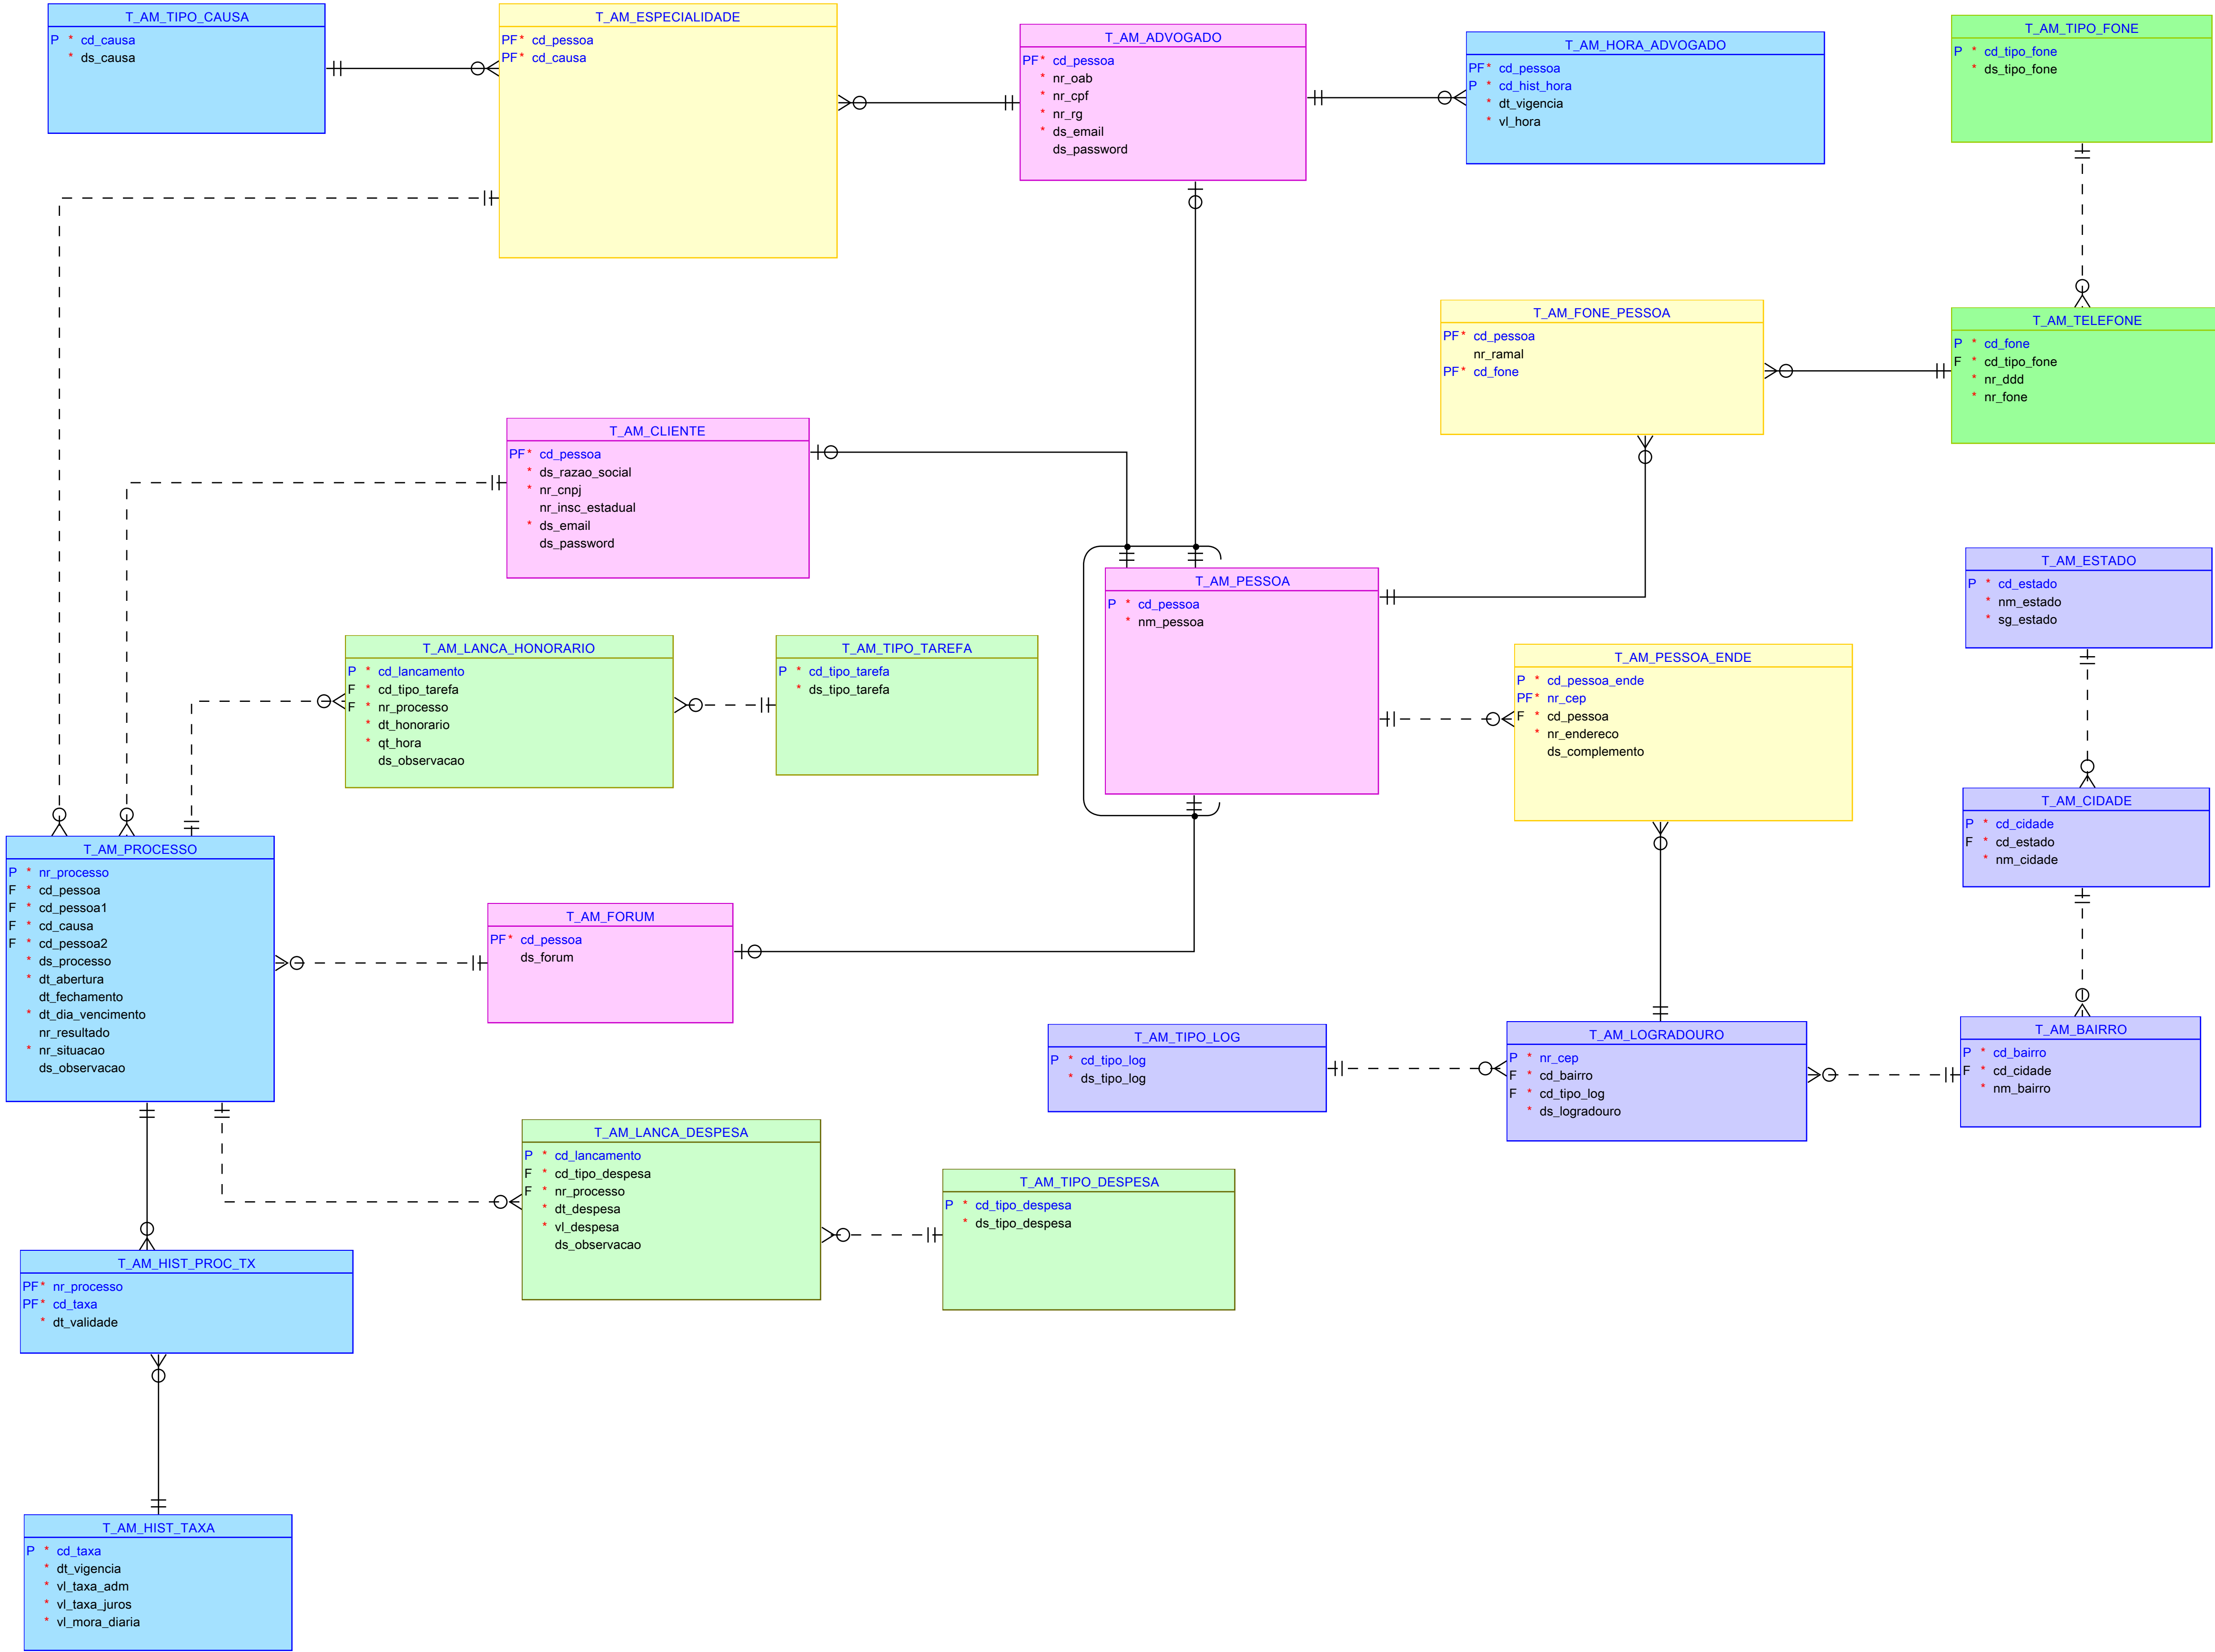 T_AM_TIPO_CAUSA
P * cd_causa
* ds_causa
T_AM_ESPECIALIDADE
PF * cd_pessoa
PF * cd_causa
T_AM_ADVOGADO
PF * cd_pessoa
* nr_oab
* nr_cpf
* nr_rg
* ds_email
ds_password
T_AM_HORA_ADVOGADO
PF * cd_pessoa
P * cd_hist_hora
* dt_vigencia
* vl_hora
T_AM_TIPO_FONE
P * cd_tipo_fone
* ds_tipo_fone
T_AM_FONE_PESSOA
PF * cd_pessoa
nr_ramal
PF * cd_fone
T_AM_TELEFONE
P * cd_fone
F * cd_tipo_fone
* nr_ddd
* nr_fone
T_AM_CLIENTE
PF * cd_pessoa
* ds_razao_social
* nr_cnpj
nr_insc_estadual
* ds_email
ds_password
T_AM_PESSOA
P * cd_pessoa
* nm_pessoa
T_AM_ESTADO
P * cd_estado
* nm_estado
* sg_estado
T_AM_LANCA_HONORARIO
P * cd_lancamento
F * cd_tipo_tarefa
F * nr_processo
* dt_honorario
* qt_hora
ds_observacao
T_AM_TIPO_TAREFA
P * cd_tipo_tarefa
* ds_tipo_tarefa
T_AM_PESSOA_ENDE
P * cd_pessoa_ende
PF * nr_cep
F * cd_pessoa
* nr_endereco
ds_complemento
T_AM_CIDADE
P * cd_cidade
F * cd_estado
* nm_cidade
T_AM_PROCESSO
P * nr_processo
F * cd_pessoa
F * cd_pessoa1
F * cd_causa
F * cd_pessoa2
* ds_processo
* dt_abertura
dt_fechamento
* dt_dia_vencimento
nr_resultado
* nr_situacao
ds_observacao
T_AM_FORUM
PF * cd_pessoa
ds_forum
T_AM_TIPO_LOG
P * cd_tipo_log
* ds_tipo_log
T_AM_LOGRADOURO
P * nr_cep
F * cd_bairro
F * cd_tipo_log
* ds_logradouro
T_AM_BAIRRO
P * cd_bairro
F * cd_cidade
* nm_bairro
T_AM_LANCA_DESPESA
P * cd_lancamento
F * cd_tipo_despesa
F * nr_processo
* dt_despesa
* vl_despesa
ds_observacao
T_AM_TIPO_DESPESA
P * cd_tipo_despesa
* ds_tipo_despesa
T_AM_HIST_PROC_TX
PF * nr_processo
PF * cd_taxa
* dt_validade
T_AM_HIST_TAXA
P * cd_taxa
* dt_vigencia
* vl_taxa_adm
* vl_taxa_juros
* vl_mora_diaria